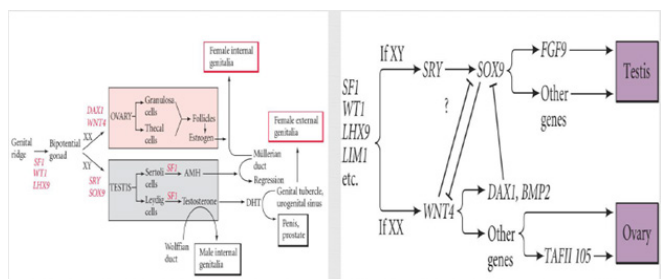 Female internal
genitalia
Female external
genitalia
DAX1
WNT4
OVARY
Granulosa
cells
Thecal
cells
Follicles
Estrogen
XX
Genital
ridge
Bipotential
gonad
SF1
WT1
LHX9
XY
SRY
SOX9
TESTIS
Sertoli
cells
SF1
AMH
Leydig
cells
SF1
Testosterone
Müllerian
duct
Regression
DHT
Genital tubercle,
urogenital sinus
Penis,
prostate
Wolffian
duct
Male internal
genitalia
SF1
WT1
LHX9
LIM1
etc.
If XY
SRY
SOX9
FGF9
Other
genes
Testis
?
If XX
WNT4
DAX1, BMP2
Other
genes
TAFII 105
Ovary